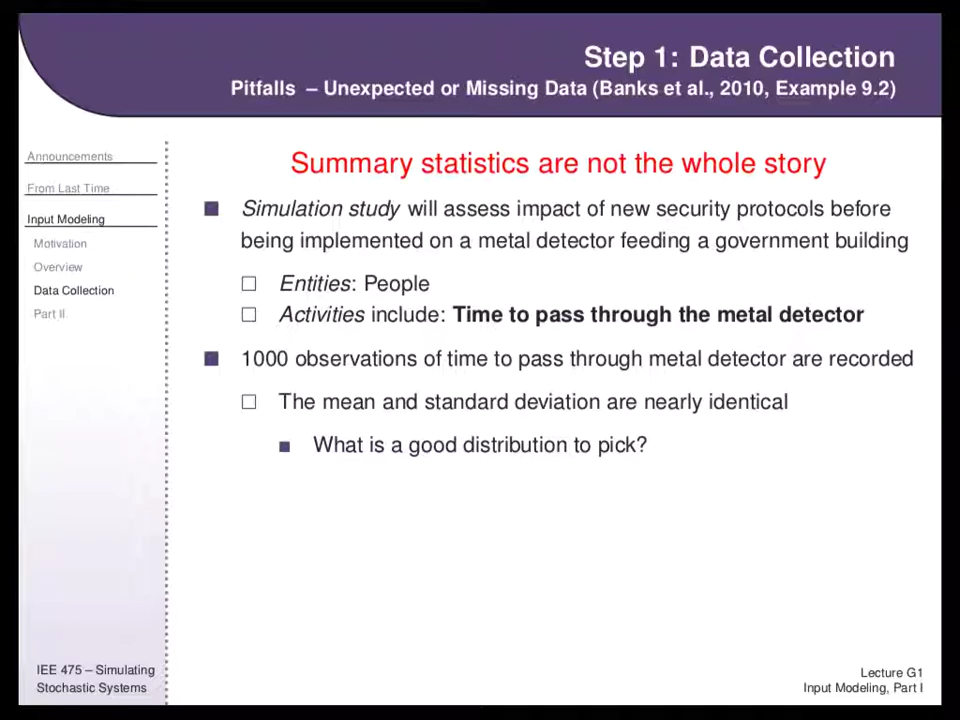 Step 1: Data Collection
Pitfalls – Unexpected or Missing Data (Banks et al., 2010, Example 9.2)
Announcements
From Last Time
Input Modeling
Motivation
Overview
Data Collection
Part II
Summary statistics are not the whole story
Simulation study will assess impact of new security protocols before
being implemented on a metal detector feeding a government building
Entities: People
Activities include: Time to pass through the metal detector
1000 observations of time to pass through metal detector are recorded
The mean and standard deviation are nearly identical
What is a good distribution to pick?
IEE 475 – Simulating
Stochastic Systems
Lecture G1
Input Modeling, Part I